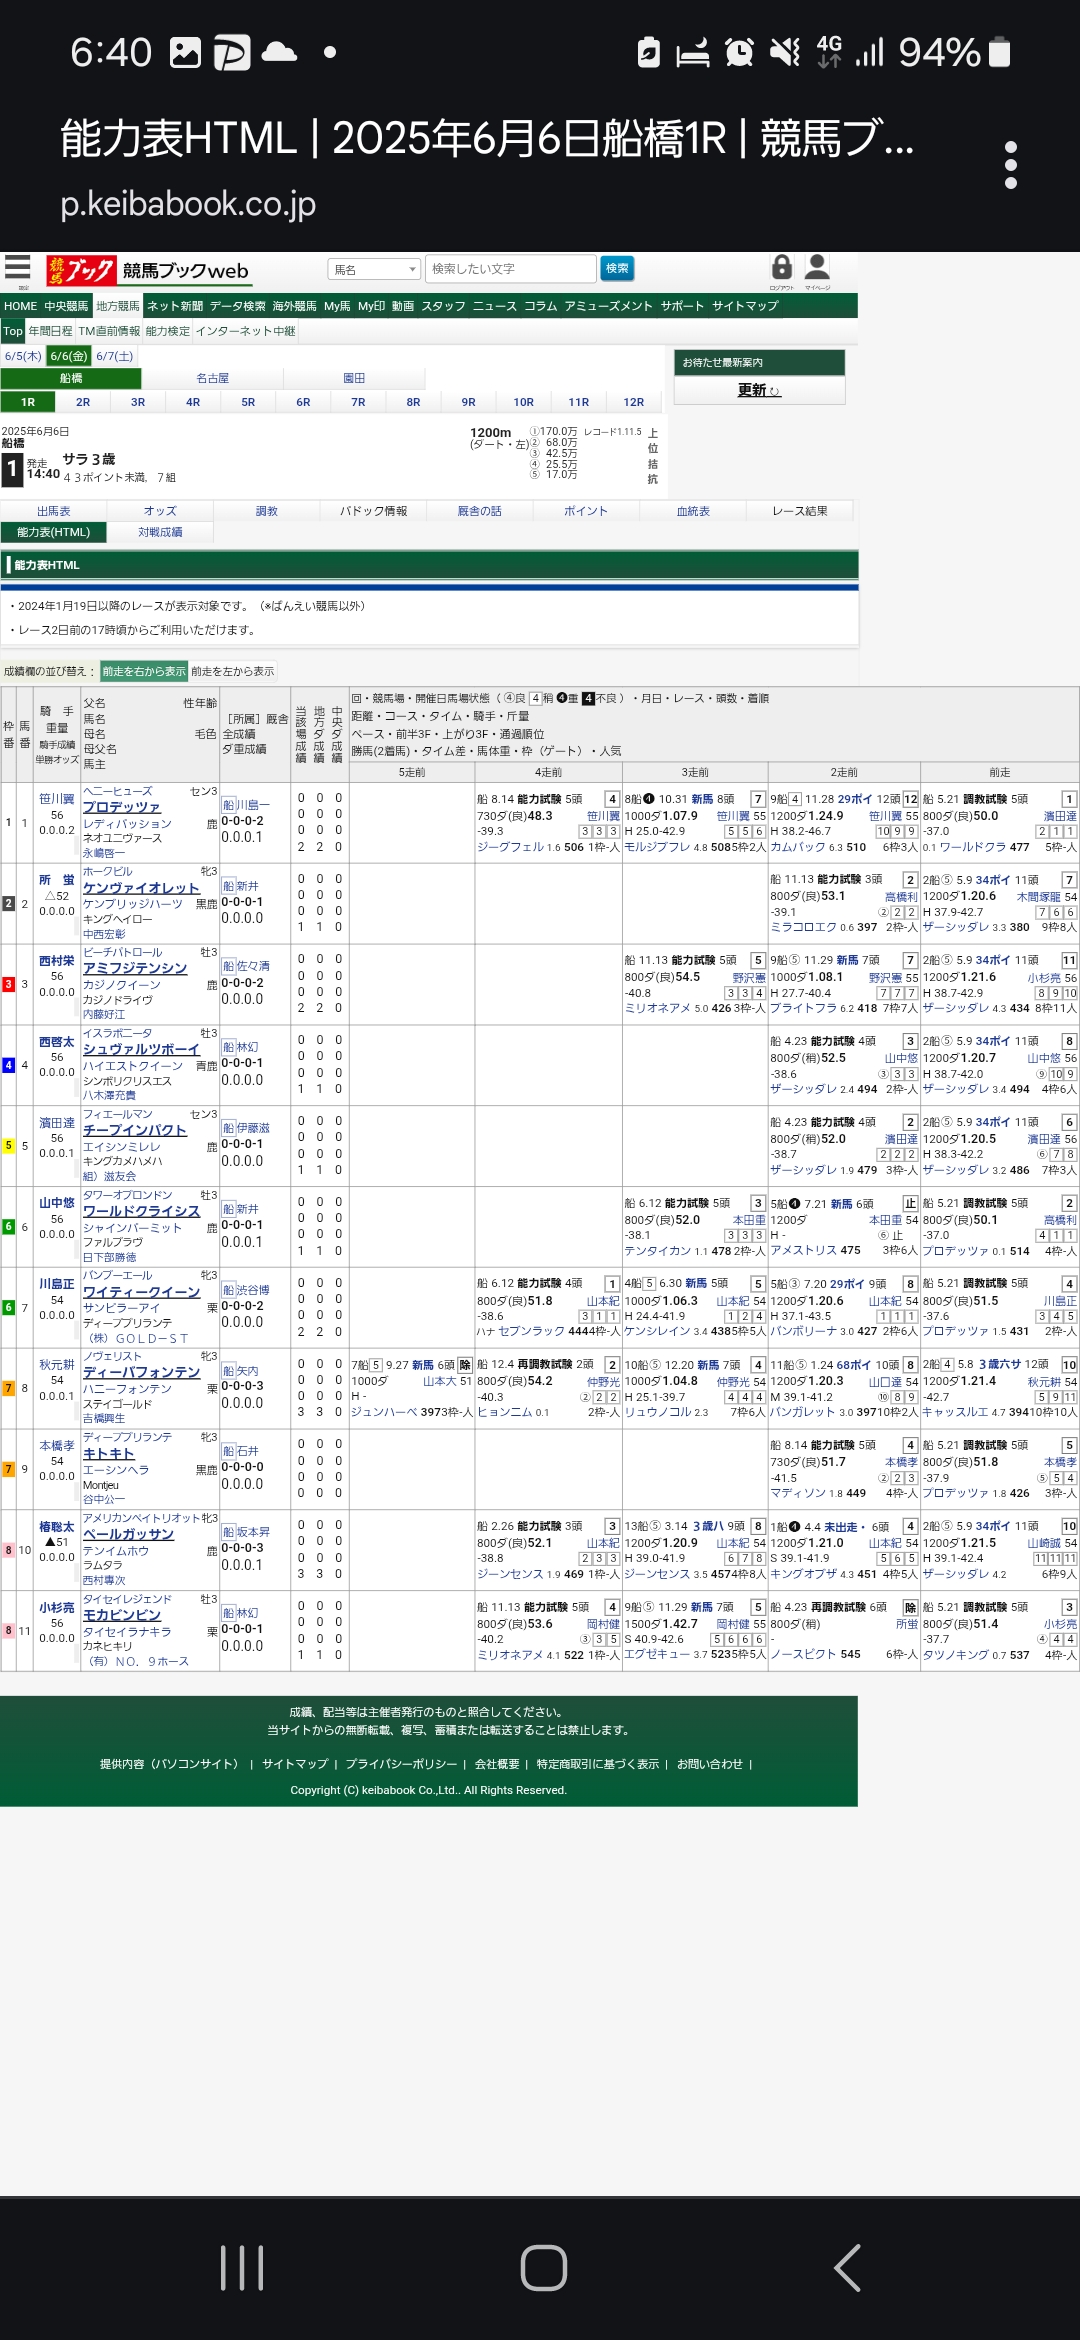 6:40
4G 94%
能力表HTML | 2025年6月6日船橋1R | 競馬ブ...
p.keibabook.co.jp
競馬ブック 競馬ブックweb 馬名 検索したい文字 検索 ログアウト マイページ
HOME 中央競馬 地方競馬 ネット新聞 データ検索 海外競馬 My馬 My印 動画 スタッフ ニュース コラム アミューズメント サポート サイトマップ
Top 年間日程 TM直前情報 能力検定 インターネット中継
6/5(木) 6/6(金) 6/7(土)
お待たせ最新案内
更新
船橋 名古屋 園田
1R 2R 3R 4R 5R 6R 7R 8R 9R 10R 11R 12R
2025年6月6日
船橋
1 発走 14:40 サラ３歳
４３ポイント未満．７組
1200m
(ダート・左)
①170.0万 レコード1.11.5
② 68.0万
③ 42.5万
④ 25.5万
⑤ 17.0万
上位拮抗
出馬表 オッズ 調教 パドック情報 厩舎の話 ポイント 血統表 レース結果
能力表(HTML) 対戦成績
能力表HTML
・2024年1月19日以降のレースが表示対象です。（※ばんえい競馬以外）
・レース2日前の17時頃からご利用いただけます。
成績欄の並び替え： 前走を右から表示 前走を左から表示
枠番 馬番
騎 手
重量
騎手成績
単勝オッズ
父名 性年齢
馬名
母名 毛色
母父名
馬主
［所属］厩舎
全成績
ダ重成績
当該場成績 地方ダ成績 中央ダ成績
回・競馬場・開催日馬場状態（ ④良 4稍 ❹重 4不良 ）・月日・レース・頭数・着順
距離・コース・タイム・騎手・斤量
ペース・前半3F・上がり3F・通過順位
勝馬(2着馬)・タイム差・馬体重・枠（ゲート）・人気
5走前 4走前 3走前 2走前 前走
1 1 笹川翼 56 0.0.0.2
ヘニーヒューズ セン3
プロデッツァ
レディパッション 鹿
ネオユニヴァース
永嶋啓一
船 川島一 0-0-0-2 0.0.0.1
0 0 0
0 0 0
0 0 0
2 2 0
船 8.14 能力試験 5頭 4
730ダ(良)48.3 笹川翼
-39.3 3 3 3
ジーグフェル 1.6 506 1枠-人
8船❹ 10.31 新馬 8頭 7
1000ダ1.07.9 笹川翼 55
H 25.0-42.9 5 5 6
モルジブフレ 4.8 508 5枠2人
9船4 11.28 29ポイ 12頭 12
1200ダ1.24.9 笹川翼 55
H 38.2-46.7 10 9 9
カムパック 6.3 510 6枠3人
船 5.21 調教試験 5頭 1
800ダ(良)50.0 濱田達
-37.0 2 1 1
0.1 ワールドクラ 477 5枠-人
2 2 所 蛍 △52 0.0.0.0
ホークビル 牝3
ケンヴァイオレット
ケンブリッジハーツ 黒鹿
キングヘイロー
中西宏彰
船 新井 0-0-0-1 0.0.0.0
0 0 0
0 0 0
0 0 0
1 1 0
船 11.13 能力試験 3頭 2
800ダ(良)53.1 高橋利
-39.1 ② 2 2
ミラコロエク 0.6 397 2枠-人
2船⑤ 5.9 34ポイ 11頭 7
1200ダ1.20.6 木間塚龍 54
H 37.9-42.7 7 6 6
ザーシッダレ 3.3 380 9枠8人
3 3 西村栄 56 0.0.0.0
ビーチパトロール 牡3
アミフジテンシン
カジノクイーン 鹿
カジノドライヴ
内藤好江
船 佐々清 0-0-0-2 0.0.0.0
0 0 0
0 0 0
0 0 0
2 2 0
船 11.13 能力試験 5頭 5
800ダ(良)54.5 野沢憲
-40.8 3 3 4
ミリオネアメ 5.0 426 3枠-人
9船⑤ 11.29 新馬 7頭 7
1000ダ1.08.1 野沢憲 55
H 27.7-40.4 7 7 7
ブライトフラ 6.2 418 7枠7人
2船⑤ 5.9 34ポイ 11頭 11
1200ダ1.21.6 小杉亮 56
H 38.7-42.9 8 9 10
ザーシッダレ 4.3 434 8枠11人
4 4 西啓太 56 0.0.0.0
イスラボニータ 牡3
シュヴァルツボーイ
ハイエストクイーン 青鹿
シンボリクリスエス
八木澤充貴
船 林幻 0-0-0-1 0.0.0.0
0 0 0
0 0 0
0 0 0
1 1 0
船 4.23 能力試験 4頭 3
800ダ(稍)52.5 山中悠
-38.6 ③ 3 3
ザーシッダレ 2.4 494 2枠-人
2船⑤ 5.9 34ポイ 11頭 8
1200ダ1.20.7 山中悠 56
H 38.7-42.0 ⑨ 10 9
ザーシッダレ 3.4 494 4枠6人
5 5 濱田達 56 0.0.0.1
フィエールマン セン3
チーフインパクト
エイシンミレレ 鹿
キングカメハメハ
組）滋友会
船 伊藤滋 0-0-0-1 0.0.0.0
0 0 0
0 0 0
0 0 0
1 1 0
船 4.23 能力試験 4頭 2
800ダ(稍)52.0 濱田達
-38.7 2 2 2
ザーシッダレ 1.9 479 3枠-人
2船⑤ 5.9 34ポイ 11頭 6
1200ダ1.20.5 濱田達 56
H 38.3-42.2 ⑥ 7 8
ザーシッダレ 3.2 486 7枠3人
6 6 山中悠 56 0.0.0.0
タワーオブロンドン 牡3
ワールドクライシス
シャインバーミット 鹿
ファルブラヴ
日下部勝徳
船 新井 0-0-0-1 0.0.0.1
0 0 0
0 0 0
0 0 0
1 1 0
船 6.12 能力試験 5頭 3
800ダ(良)52.0 本田重
-38.1 3 3 3
テンタイカン 1.1 478 2枠-人
5船❹ 7.21 新馬 6頭 止
1200ダ 本田重 54
H - ⑥ 止
アメストリス 475 3枠6人
船 5.21 調教試験 5頭 2
800ダ(良)50.1 高橋利
-37.0 4 1 1
プロデッツァ 0.1 514 4枠-人
6 7 川島正 54 0.0.0.0
バンブーエール 牝3
ワイティークイーン
サンビラーアイ 栗
ディープブリランテ
（株）ＧＯＬＤ－ＳＴ
船 渋谷博 0-0-0-2 0.0.0.0
0 0 0
0 0 0
0 0 0
2 2 0
船 6.12 能力試験 4頭 1
800ダ(良)51.8 山本紀
-38.6 3 1 1
ハナ セブンラック 444 4枠-人
4船5 6.30 新馬 5頭 5
1000ダ1.06.3 山本紀 54
H 24.4-41.9 1 2 4
ケンシレイン 3.4 438 5枠5人
5船③ 7.20 29ポイ 9頭 8
1200ダ1.20.6 山本紀 54
H 37.1-43.5 1 1 1
バンボリーナ 3.0 427 2枠6人
船 5.21 調教試験 5頭 4
800ダ(良)51.5 川島正
-37.6 3 4 5
プロデッツァ 1.5 431 2枠-人
7 8 秋元耕 54 0.0.0.1
ノヴェリスト 牝3
ディーパフォンテン
ハニーフォンテン 栗
ステイゴールド
吉橋興生
船 矢内 0-0-0-3 0.0.0.0
0 0 0
0 0 0
0 0 0
3 3 0
7船5 9.27 新馬 6頭 除
1000ダ 山本大 51
H -
ジュンハーベ 397 3枠-人
船 12.4 再調教試験 2頭 2
800ダ(良)54.2 仲野光
-40.3 ② 2 2
ヒョンニム 0.1 2枠-人
10船⑤ 12.20 新馬 7頭 4
1000ダ1.04.8 仲野光 54
H 25.1-39.7 4 4 4
リュウノコル 2.3 7枠6人
11船⑤ 1.24 68ポイ 10頭 8
1200ダ1.20.3 山口達 54
M 39.1-41.2 ⑩ 8 9
バンガレット 3.0 397 10枠2人
2船4 5.8 ３歳六サ 12頭 10
1200ダ1.21.4 秋元耕 54
-42.7 5 9 11
キャッスルエ 4.7 394 10枠10人
7 9 本橋孝 54 0.0.0.0
ディープブリランテ 牝3
キトキト
エーシンヘラ 黒鹿
Montjeu
谷中公一
船 石井 0-0-0-0 0.0.0.0
0 0 0
0 0 0
0 0 0
0 0 0
船 8.14 能力試験 5頭 4
730ダ(良)51.7 本橋孝
-41.5 ② 2 3
マディソン 1.8 449 4枠-人
船 5.21 調教試験 5頭 5
800ダ(良)51.8 本橋孝
-37.9 ⑤ 5 4
プロデッツァ 1.8 426 3枠-人
8 10 椿聡太 ▲51 0.0.0.0
アメリカンペイトリオット 牝3
ベールガッサン
テンイムホウ 鹿
ラムタラ
西村專次
船 坂本昇 0-0-0-3 0.0.0.1
0 0 0
0 0 0
0 0 0
3 3 0
船 2.26 能力試験 3頭 3
800ダ(良)52.1 山本紀
-38.8 2 3 3
ジーンセンス 1.9 469 1枠-人
13船⑤ 3.14 ３歳八 9頭 8
1200ダ1.20.9 山本紀 54
H 39.0-41.9 6 7 8
ジーンセンス 3.5 457 4枠8人
1船❹ 4.4 未出走・ 6頭 4
1200ダ1.21.0 山本紀 54
S 39.1-41.9 5 6 5
キングオブザ 4.3 451 4枠5人
2船⑤ 5.9 34ポイ 11頭 10
1200ダ1.21.5 山崎誠 54
H 39.1-42.4 11 11 11
ザーシッダレ 4.2 6枠9人
8 11 小杉亮 56 0.0.0.0
タイセイレジェンド 牡3
モカピンピン
タイセイラナキラ 栗
カネヒキリ
（有）ＮＯ．９ホース
船 林幻 0-0-0-1 0.0.0.0
0 0 0
0 0 0
0 0 0
1 1 0
船 11.13 能力試験 5頭 4
800ダ(良)53.6 岡村健
-40.2 ③ 3 5
ミリオネアメ 4.1 522 1枠-人
9船⑤ 11.29 新馬 7頭 5
1500ダ1.42.7 岡村健 55
S 40.9-42.6 5 6 6 6
エグゼキュー 3.7 523 5枠5人
船 4.23 再調教試験 6頭 除
800ダ(稍) 所蛍
-
ノースビクト 545 6枠-人
船 5.21 調教試験 5頭 3
800ダ(良)51.4 小杉亮
-37.7 ④ 4 4
タツノキング 0.7 537 4枠-人
成績、配当等は主催者発行のものと照合してください。
当サイトからの無断転載、複写、蓄積または転送することは禁止します。
提供内容（パソコンサイト） | サイトマップ | プライバシーポリシー | 会社概要 | 特定商取引に基づく表示 | お問い合わせ |
Copyright (C) keibabook Co.,Ltd.. All Rights Reserved.